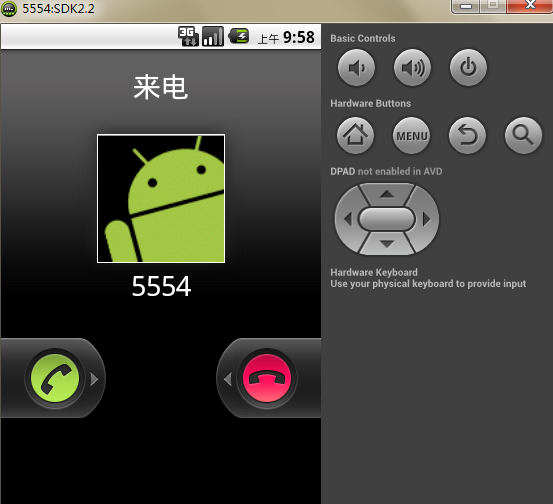 5554:SDK2.2
3G
上午 9:58
来电
5554
Basic Controls
Hardware Buttons
MENU
DPAD not enabled in AVD
Hardware Keyboard
Use your physical keyboard to provide input